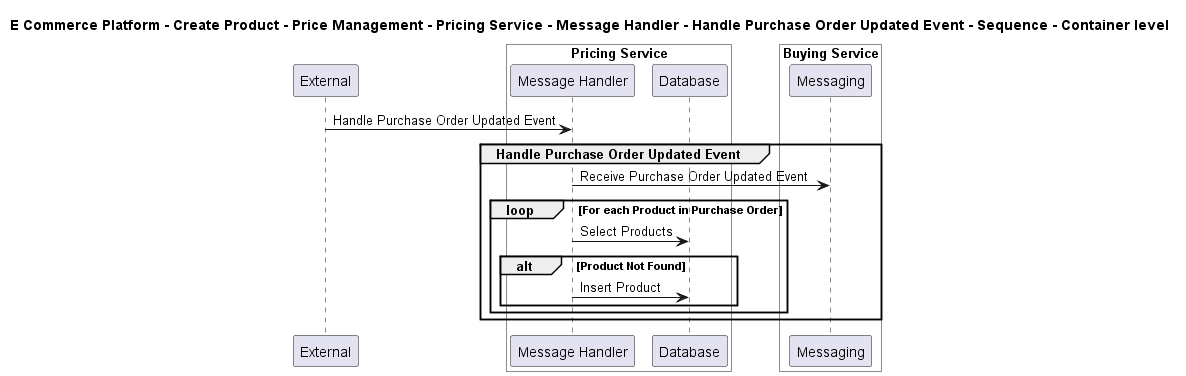 E Commerce Platform - Create Product - Price Management - Pricing Service - Message Handler - Handle Purchase Order Updated Event - Sequence - Container level
Pricing Service
Buying Service
External
Message Handler
Database
Messaging
Handle Purchase Order Updated Event
Handle Purchase Order Updated Event
Receive Purchase Order Updated Event
loop
[For each Product in Purchase Order]
Select Products
alt
[Product Not Found]
Insert Product
External
Message Handler
Database
Messaging